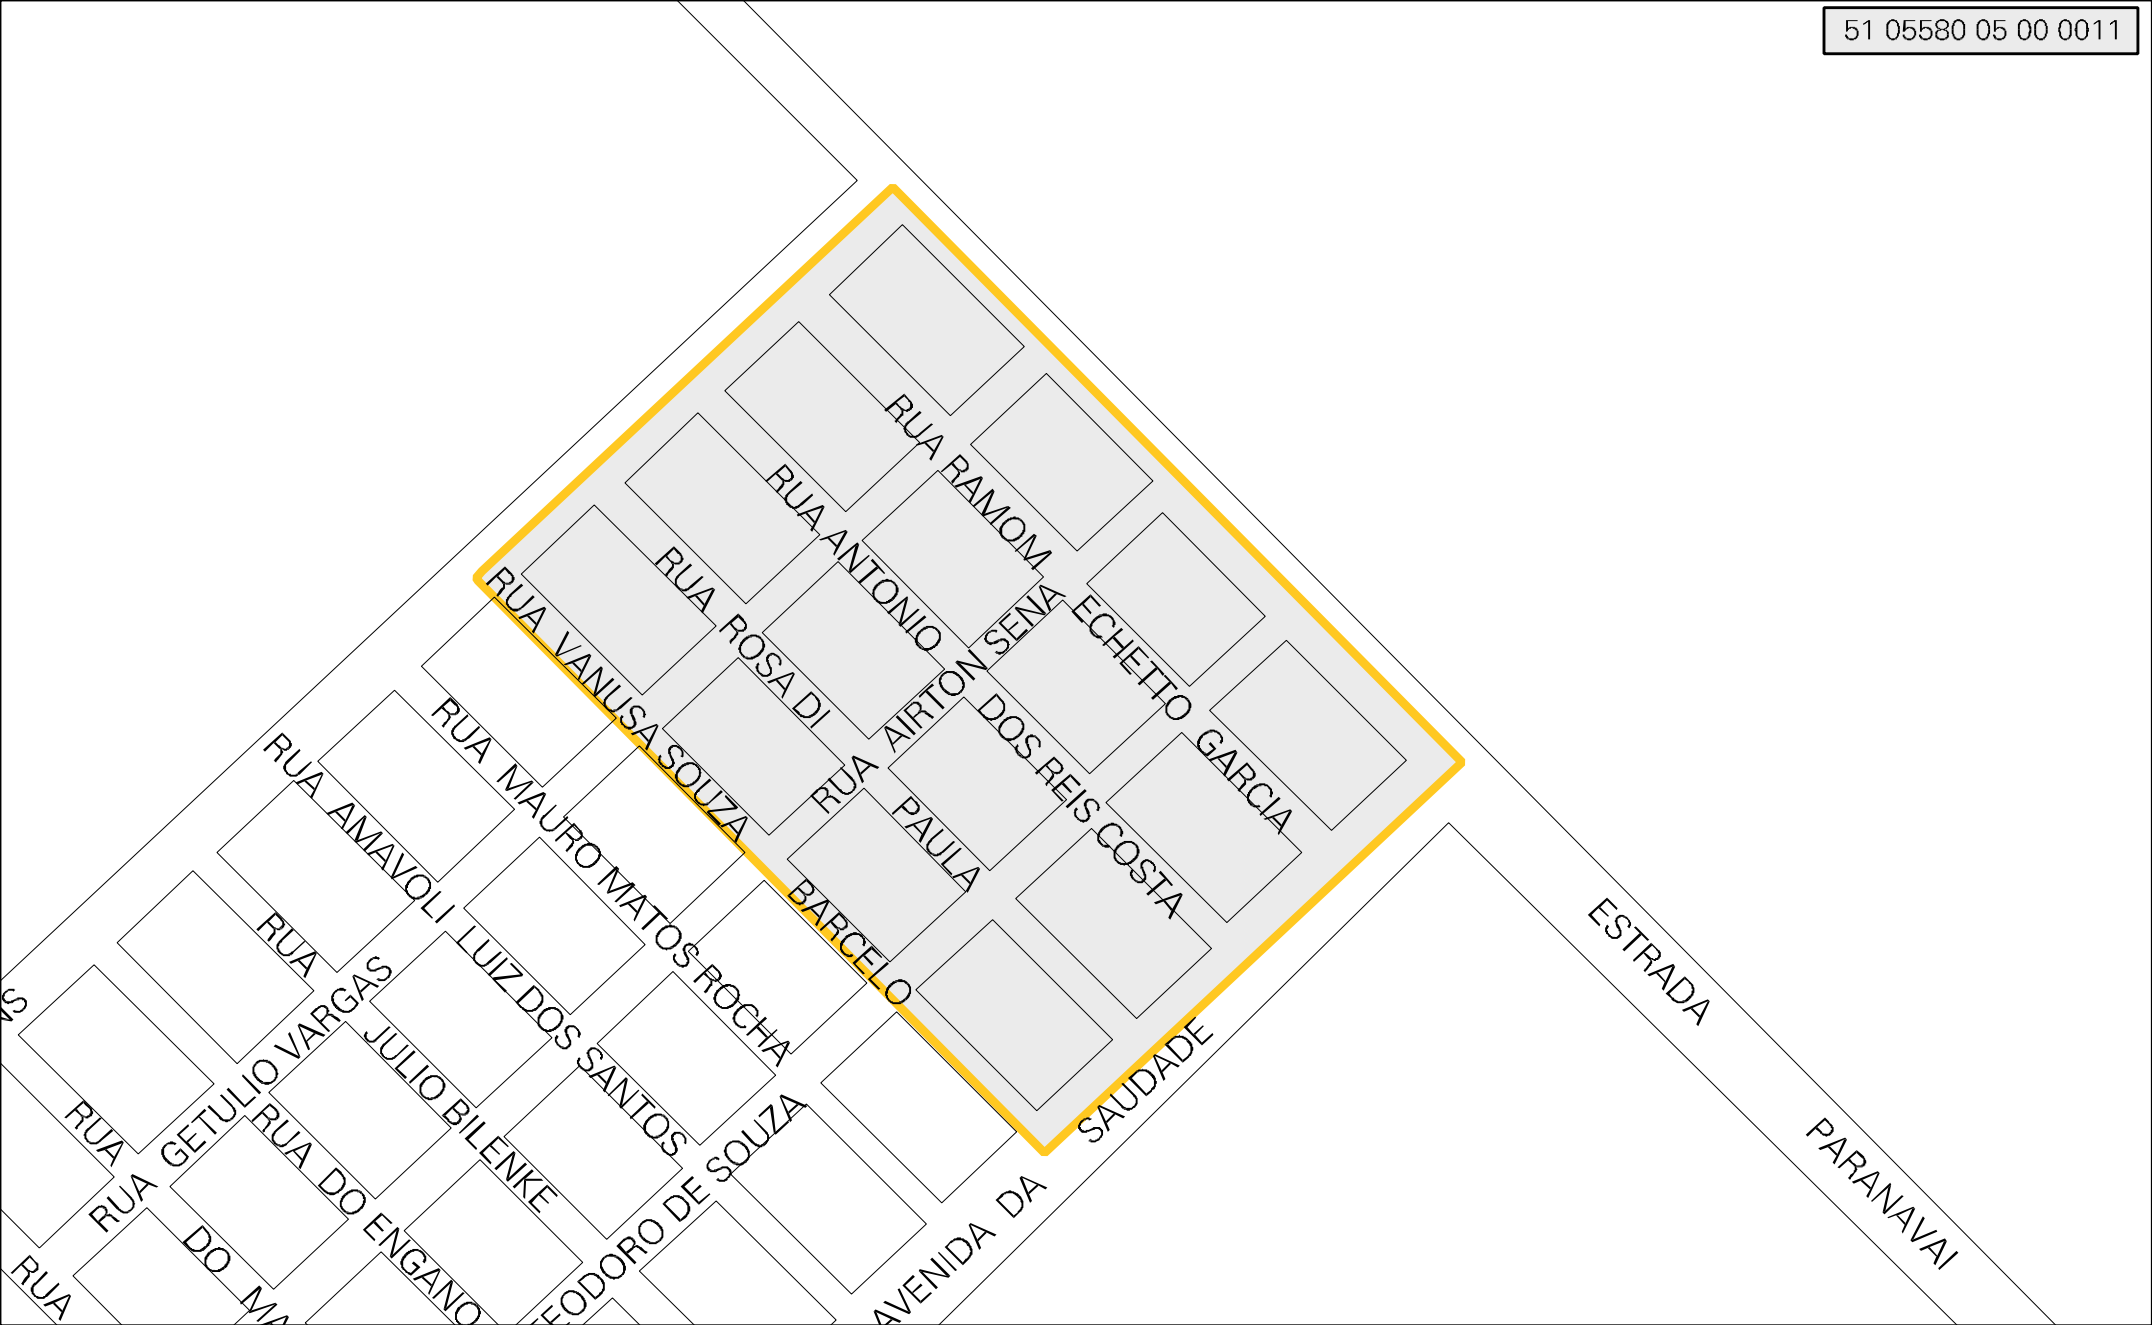 51 05580 05 00 0011
RUA RAMOM ECHETTO GARCIA
RUA ANTONIO DOS REIS COSTA
RUA ROSA DI PAULA
RUA AIRTON SENA
RUA VANUSA SOUZA BARCELO
RUA MAURO MATOS ROCHA
RUA AMAVOLI LUIZ DOS SANTOS
RUA JULIO BILENKE
RUA GETULIO VARGAS
RUA DO ENGANO
RUA DO MA
RUA
EODORO DE SOUZA
AVENIDA DA SAUDADE
ESTRADA PARANAVAI